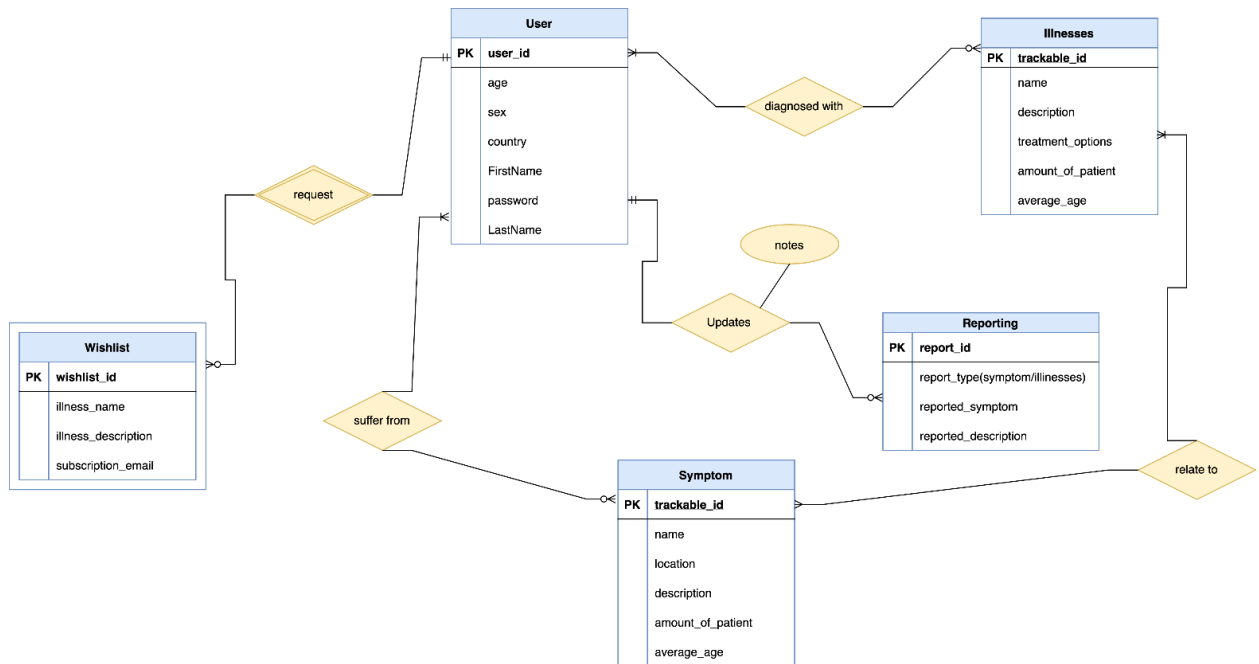 User
PK user_id
age
sex
country
FirstName
password
LastName
Illnesses
PK trackable_id
name
description
treatment_options
amount_of_patient
average_age
diagnosed with
request
notes
Updates
Reporting
PK report_id
report_type(symptom/illinesses)
reported_symptom
reported_description
Wishlist
PK wishlist_id
illness_name
illness_description
subscription_email
suffer from
relate to
Symptom
PK trackable_id
name
location
description
amount_of_patient
average_age